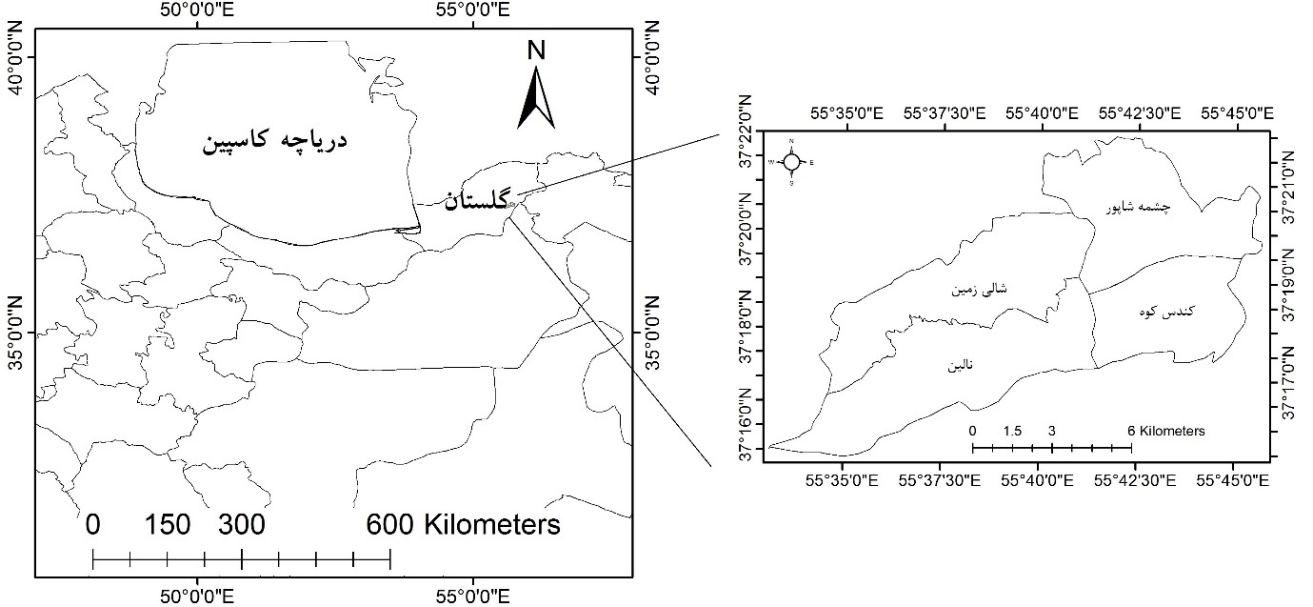 50°0'0"E 55°0'0"E
40°0'0"N 40°0'0"N
N
دریاچه کاسپین
گلستان
35°0'0"N 35°0'0"N
0 150 300 600 Kilometers
50°0'0"E 55°0'0"E
55°35'0"E 55°37'30"E 55°40'0"E 55°42'30"E 55°45'0"E
37°22'0"N
N
W E
S
37°21'0"N
چشمه شاپور
37°20'0"N 37°20'0"N
37°19'0"N
شالی زمین
کندس کوه
37°18'0"N
نالین
37°17'0"N
37°16'0"N
0 1.5 3 6 Kilometers
55°35'0"E 55°37'30"E 55°40'0"E 55°42'30"E 55°45'0"E